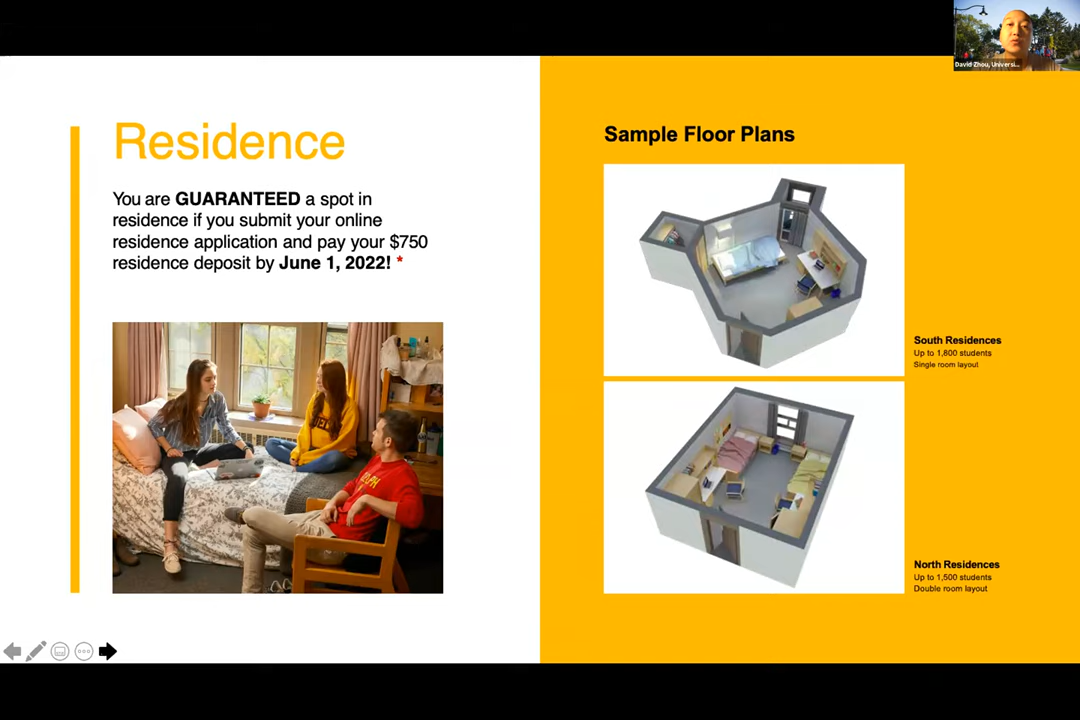 David Zhou, Universi...
Residence
You are GUARANTEED a spot in
residence if you submit your online
residence application and pay your $750
residence deposit by June 1, 2022! *
Sample Floor Plans
South Residences
Up to 1,800 students
Single room layout
North Residences
Up to 1,500 students
Double room layout